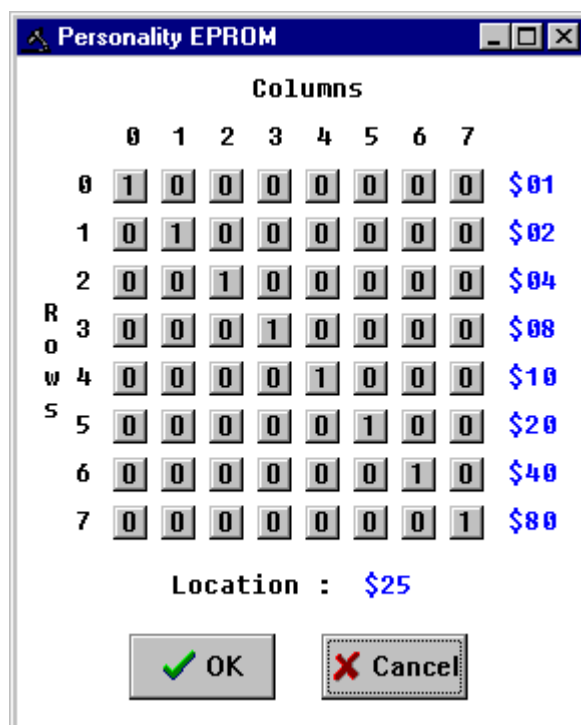 Personality EPROM
Columns
0 1 2 3 4 5 6 7
0 1 0 0 0 0 0 0 0 $01
1 0 1 0 0 0 0 0 0 $02
2 0 0 1 0 0 0 0 0 $04
3 0 0 0 1 0 0 0 0 $08
4 0 0 0 0 1 0 0 0 $10
5 0 0 0 0 0 1 0 0 $20
6 0 0 0 0 0 0 1 0 $40
7 0 0 0 0 0 0 0 1 $80
Rows
Location : $25
OK Cancel